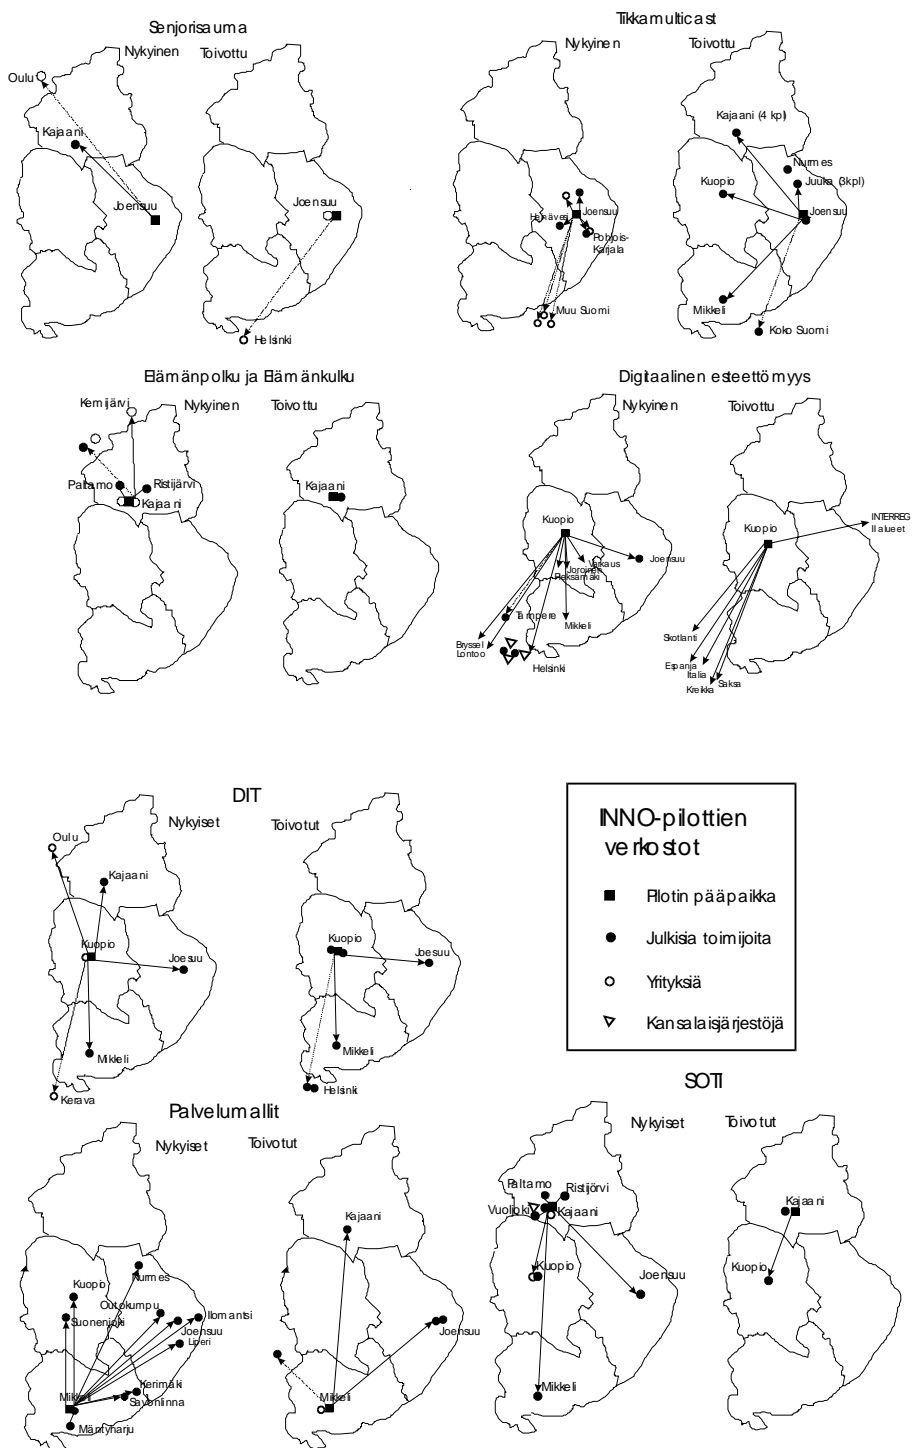 Senjorisauma
Nykyinen
Toivottu
Oulu
Kajaani
Joensuu
Joensuu
Helsinki
Tikkamulticast
Nykyinen
Toivottu
Heinävesi
Joensuu
Pohjois-
Karjala
Muu Suomi
Kajaani (4 kpl)
Nurmes
Juuka (3kpl)
Kuopio
Joensuu
Mikkeli
Koko Suomi
Elämänpolku ja Elämänkulku
Nykyinen
Toivottu
Kemijärvi
Paltamo
Ristijärvi
Kajaani
Kajaani
Digitaalinen esteettömyys
Nykyinen
Toivottu
Kuopio
Joensuu
Varkaus
Joroinen
Pieksämäki
Tampere
Mikkeli
Bryssel
Lontoo
Helsinki
Kuopio
INTERREG
II alueet
Skotlanti
Espanja
Italia
Kreikka
Saksa
DIT
Nykyiset
Toivotut
Oulu
Kajaani
Kuopio
Joesuu
Mikkeli
Kerava
Kuopio
Joesuu
Mikkeli
Helsinki
INNO-pilottien
verkostot
Pilotin pääpaikka
Julkisia toimijoita
Yrityksiä
Kansalaisjärjestöjä
Palvelumallit
Nykyiset
Toivotut
Kuopio
Nurmes
Suonenjoki
Outokumpu
Ilomantsi
Joensuu
Liperi
Kerimäki
Mikkeli
Savonlinna
Mäntyharju
Kajaani
Joensuu
Mikkeli
SOTI
Nykyiset
Toivotut
Paltamo
Ristijörvi
Vuolijoki
Kajaani
Kuopio
Joensuu
Mikkeli
Kajaani
Kuopio